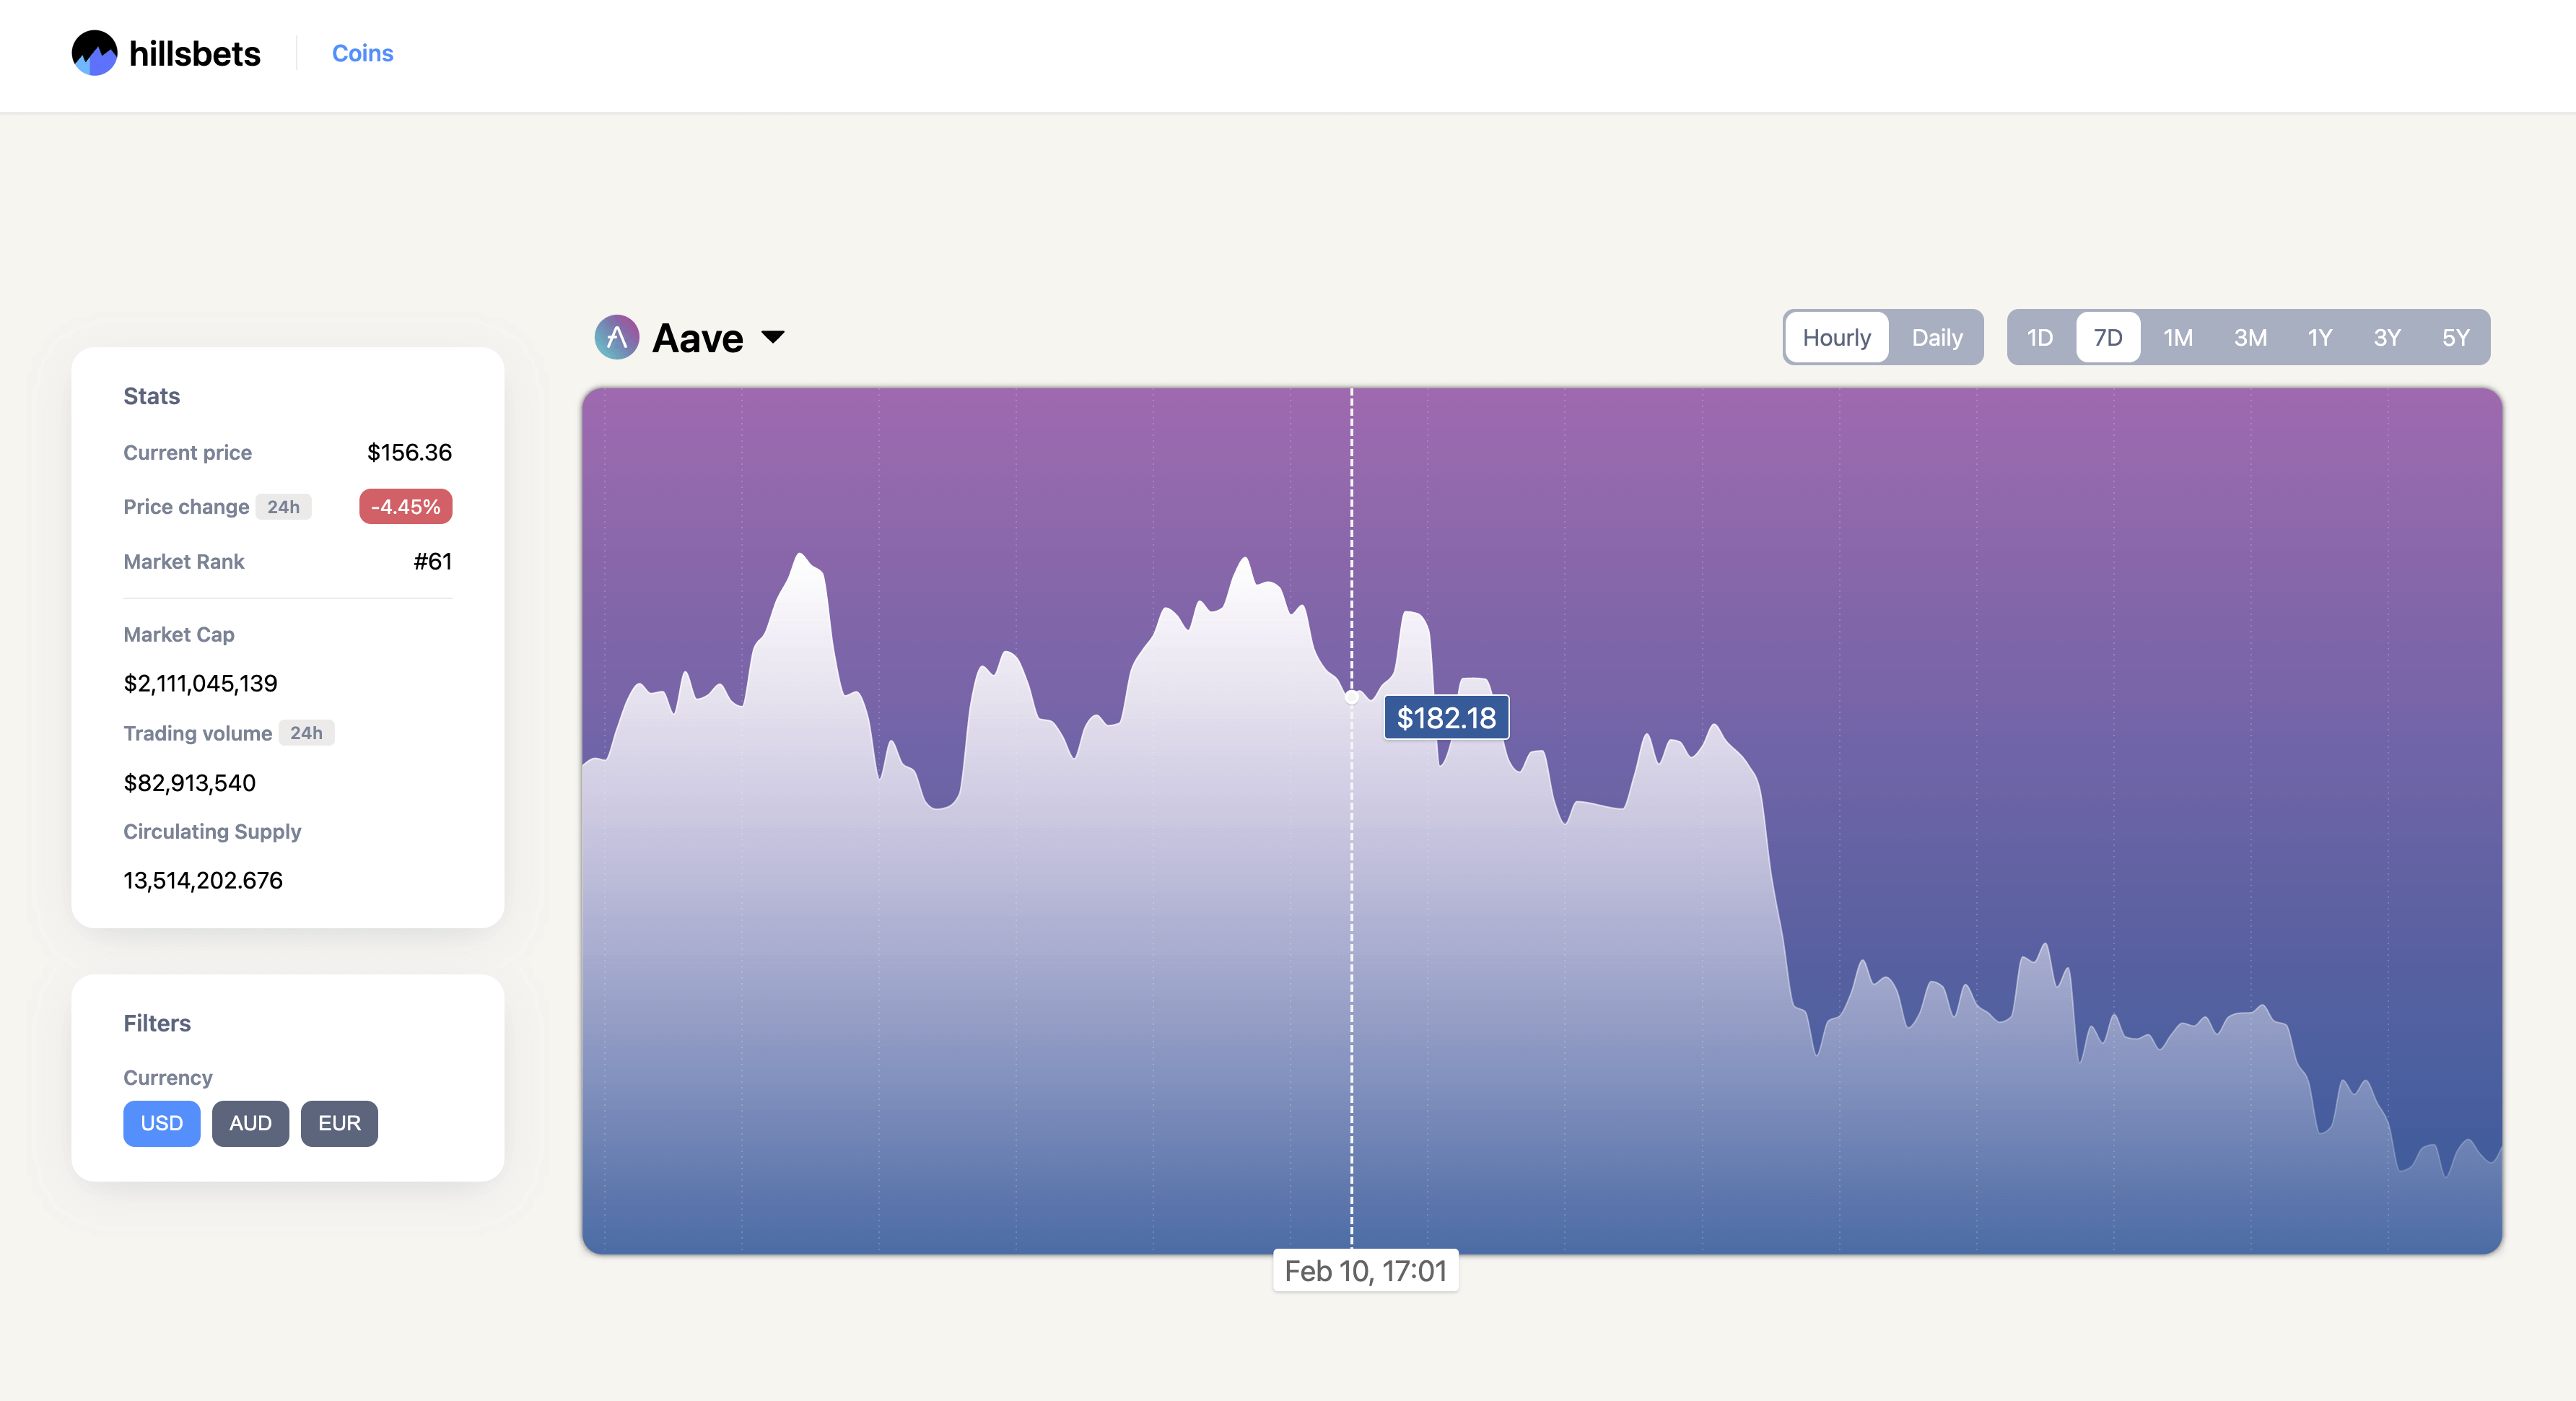 hillsbets
Coins
Aave
Hourly Daily
1D 7D 1M 3M 1Y 3Y 5Y
Stats
Current price $156.36
Price change 24h -4.45%
Market Rank #61
Market Cap
$2,111,045,139
Trading volume 24h
$82,913,540
Circulating Supply
13,514,202.676
Filters
Currency
USD AUD EUR
$182.18
Feb 10, 17:01